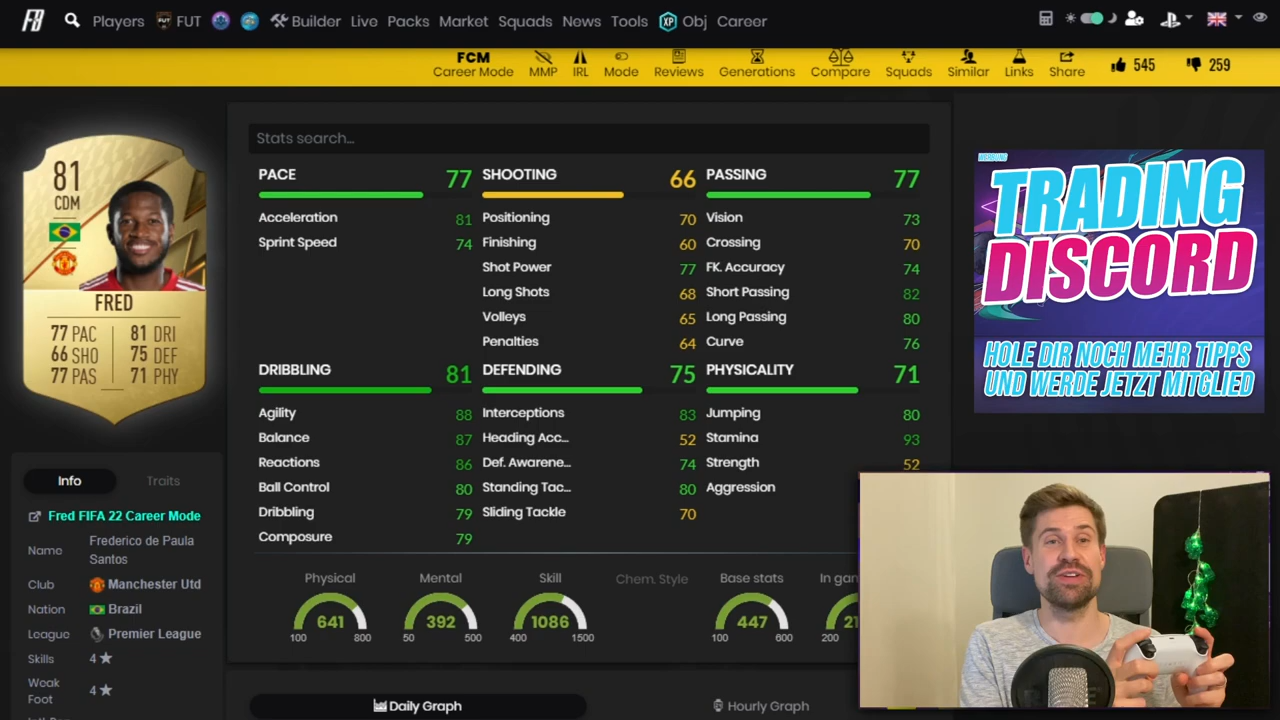 Players FUT Builder Live Packs Market Squads News Tools XP Obj Career
FCM
Career Mode MMP IRL Mode Reviews Generations Compare Squads Similar Links Share 545 259
81
CDM
FRED
77 PAC 81 DRI
66 SHO 75 DEF
77 PAS 71 PHY
Stats search...
PACE 77
Acceleration 81
Sprint Speed 74
SHOOTING 66
Positioning 70
Finishing 60
Shot Power 77
Long Shots 68
Volleys 65
Penalties 64
PASSING 77
Vision 73
Crossing 70
FK. Accuracy 74
Short Passing 82
Long Passing 80
Curve 76
DRIBBLING 81
Agility 88
Balance 87
Reactions 86
Ball Control 80
Dribbling 79
Composure 79
DEFENDING 75
Interceptions 83
Heading Acc... 52
Def. Awarene... 74
Standing Tac... 80
Sliding Tackle 70
PHYSICALITY 71
Jumping 80
Stamina 93
Strength 52
Aggression
Physical Mental Skill Chem. Style Base stats In gam
641 392 1086 447 21
100 800 50 500 400 1500 100 600 200
Daily Graph Hourly Graph
Info Traits
Fred FIFA 22 Career Mode
Name Frederico de Paula
Santos
Club Manchester Utd
Nation Brazil
League Premier League
Skills 4★
Weak
Foot 4★
WERBUNG
TRADING
DISCORD
HOLE DIR NOCH MEHR TIPPS
UND WERDE JETZT MITGLIED